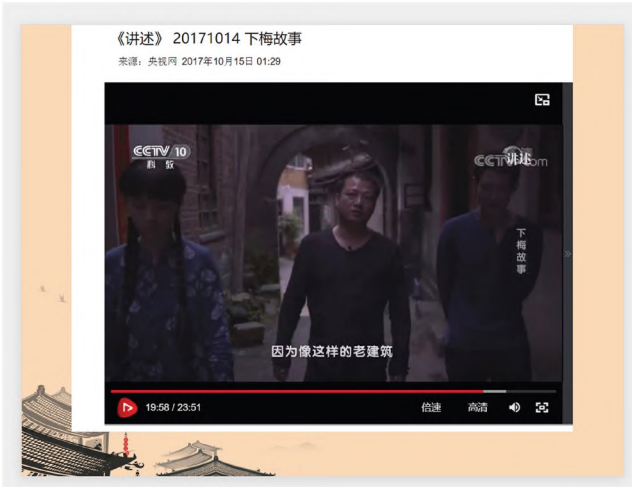 《讲述》 20171014 下梅故事
来源：央视网 2017年10月15日 01:29
CCTV 10
科教
讲述
CCTV.com
下梅故事
因为像这样的老建筑
19:58 / 23:51
倍速
高清